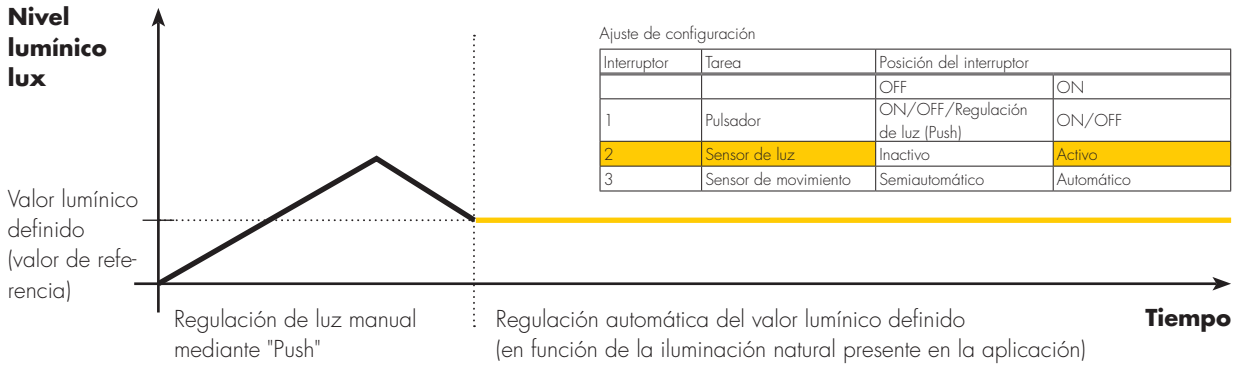 Nivel
lumínico
lux
Ajuste de configuración
Interruptor Tarea Posición del interruptor
OFF ON
1 Pulsador ON/OFF/Regulación
de luz (Push) ON/OFF
2 Sensor de luz Inactivo Activo
3 Sensor de movimiento Semiautomático Automático
Valor lumínico
definido
(valor de refe-
rencia)
Regulación de luz manual
mediante "Push"
Regulación automática del valor lumínico definido
(en función de la iluminación natural presente en la aplicación)
Tiempo